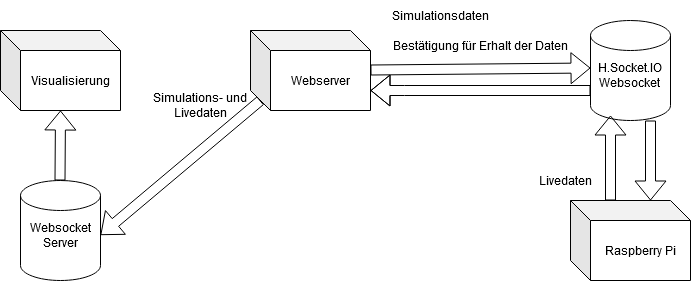 Simulationsdaten
Bestätigung für Erhalt der Daten
Visualisierung
Webserver
H.Socket.IO
Websocket
Simulations- und
Livedaten
Livedaten
Websocket
Server
Raspberry Pi